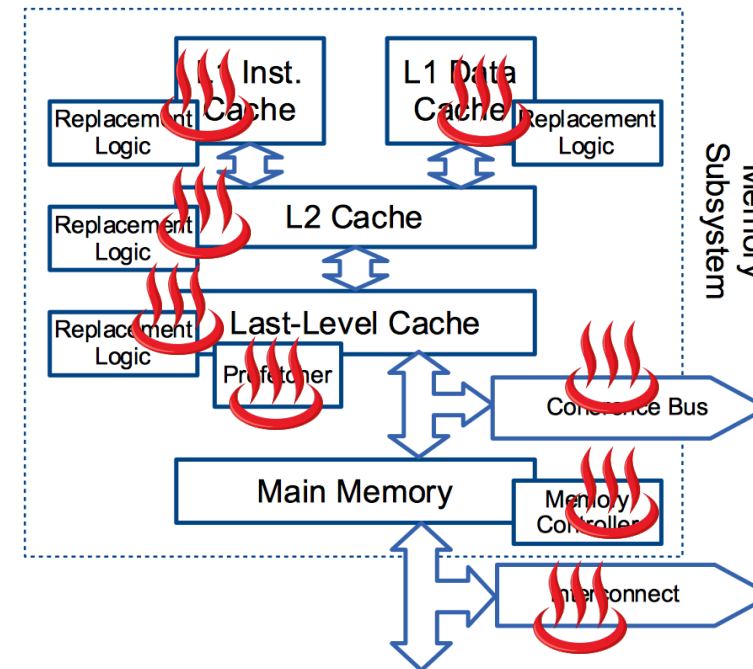 L1 Inst.
Cache
Replacement
Logic
L1 Data
Cache
Replacement
Logic
Replacement
Logic
L2 Cache
Replacement
Logic
Last-Level Cache
Prefetcher
Coherence Bus
Main Memory
Memory
Controller
Interconnect
Memory
Subsystem